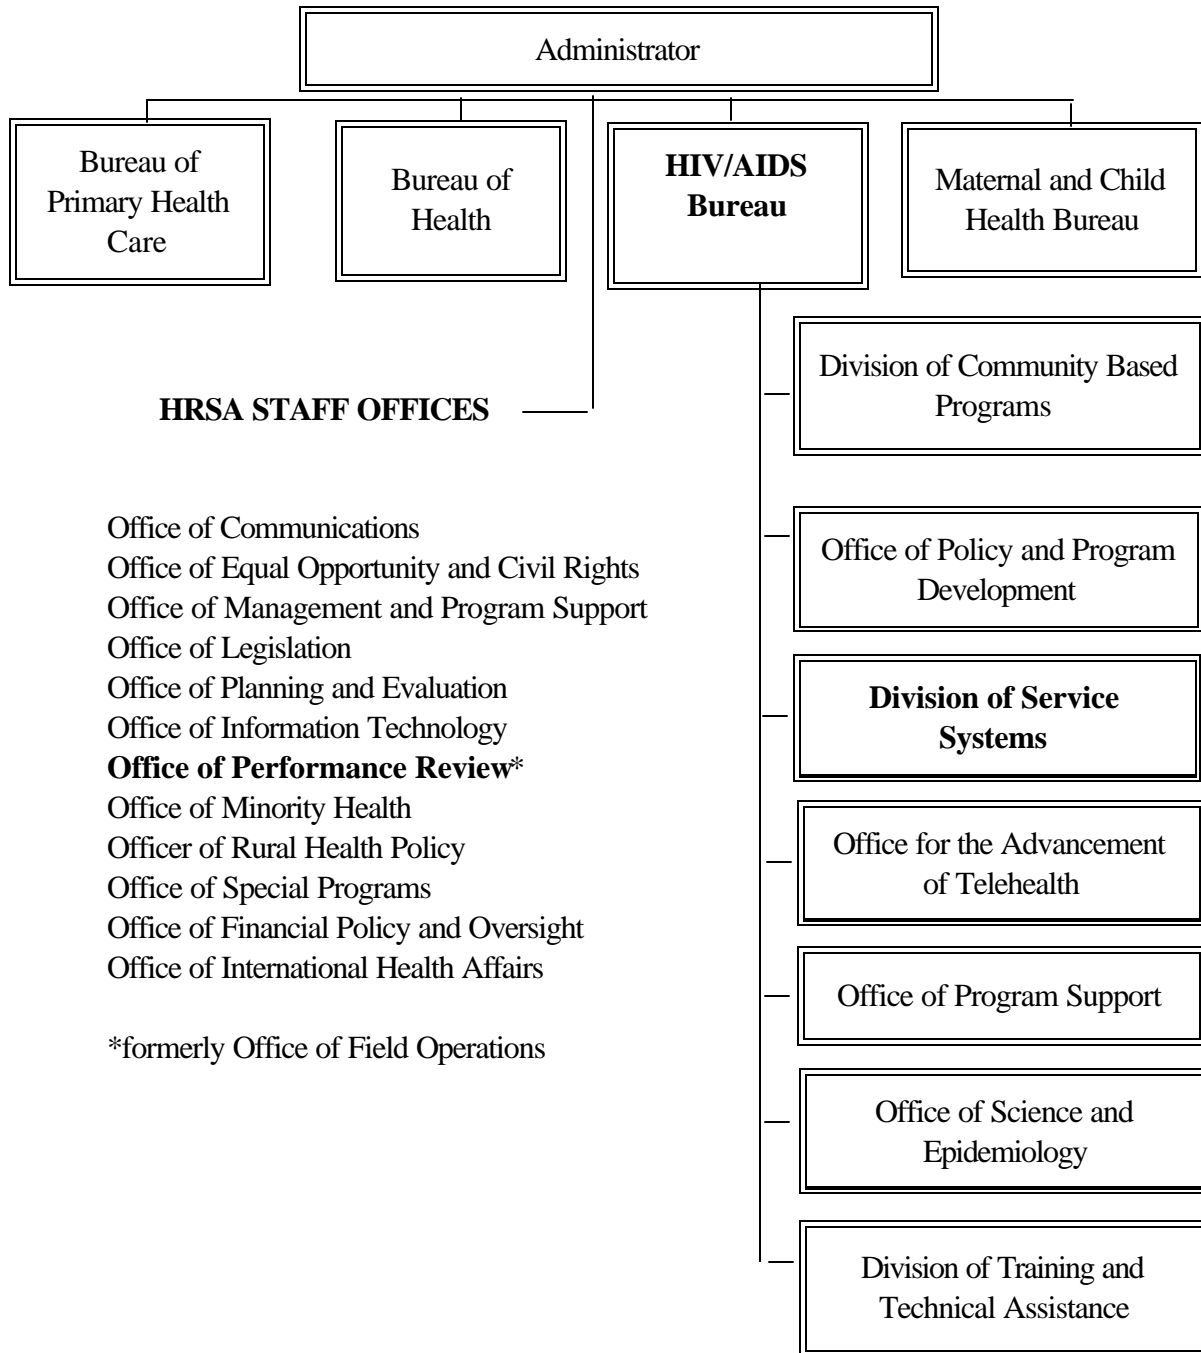 Administrator
Bureau of
Primary Health
Care
Bureau of
Health
HIV/AIDS
Bureau
Maternal and Child
Health Bureau
HRSA STAFF OFFICES
Office of Communications
Office of Equal Opportunity and Civil Rights
Office of Management and Program Support
Office of Legislation
Office of Planning and Evaluation
Office of Information Technology
Office of Performance Review*
Office of Minority Health
Officer of Rural Health Policy
Office of Special Programs
Office of Financial Policy and Oversight
Office of International Health Affairs
*formerly Office of Field Operations
Division of Community Based
Programs
Office of Policy and Program
Development
Division of Service
Systems
Office for the Advancement
of Telehealth
Office of Program Support
Office of Science and
Epidemiology
Division of Training and
Technical Assistance